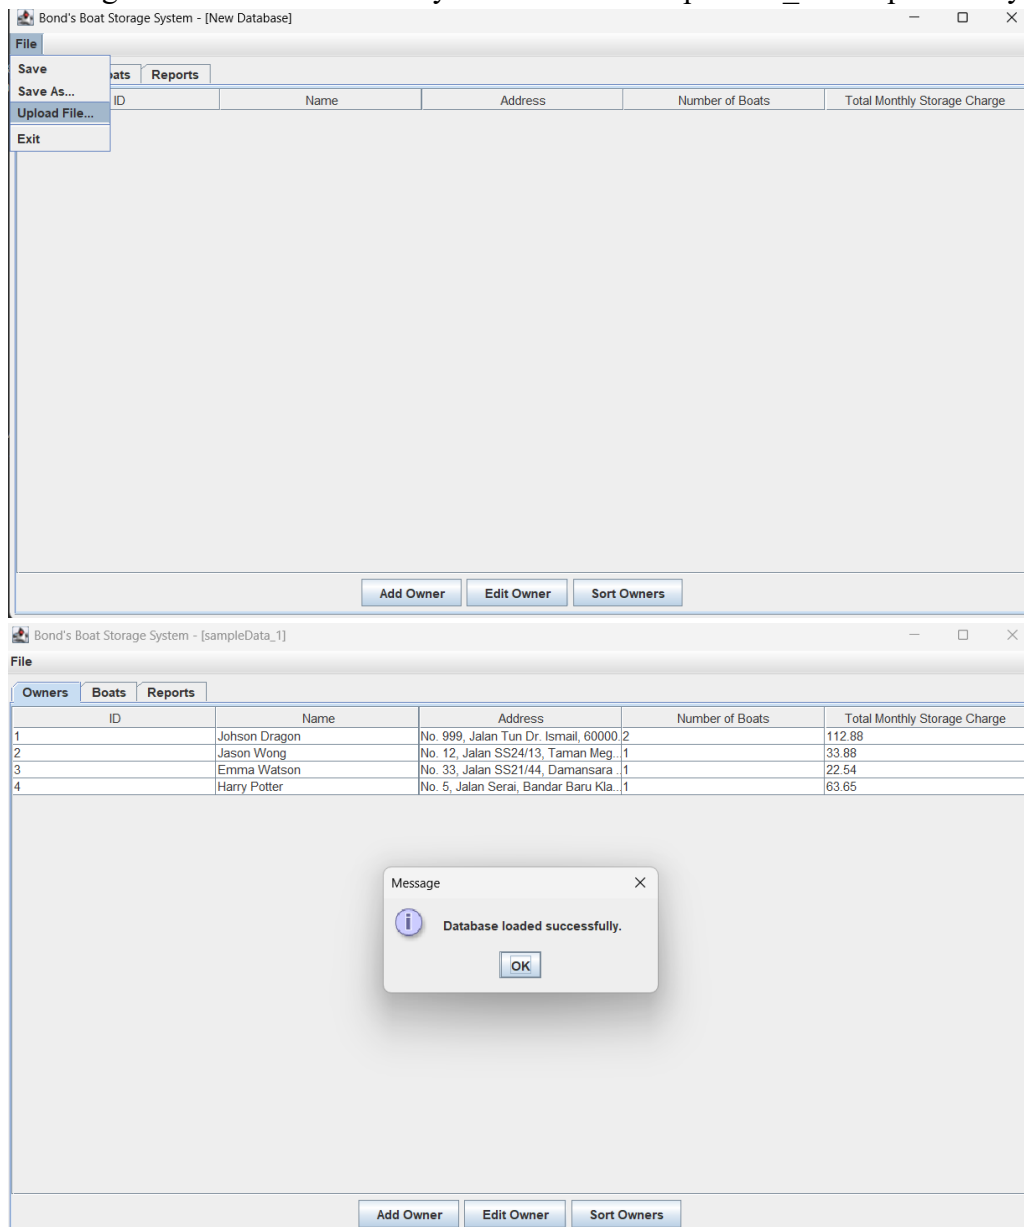 Bond's Boat Storage System - [New Database]
File
Save
Save As...
Upload File...
Exit
Reports
ID Name Address Number of Boats Total Monthly Storage Charge
Add Owner Edit Owner Sort Owners
Bond's Boat Storage System - [sampleData_1]
File
Owners Boats Reports
ID Name Address Number of Boats Total Monthly Storage Charge
1 Johson Dragon No. 999, Jalan Tun Dr. Ismail, 60000. 2 112.88
2 Jason Wong No. 12, Jalan SS24/13, Taman Meg... 1 33.88
3 Emma Watson No. 33, Jalan SS21/44, Damansara ... 1 22.54
4 Harry Potter No. 5, Jalan Serai, Bandar Baru Kla... 1 63.65
Message
Database loaded successfully.
OK
Add Owner Edit Owner Sort Owners